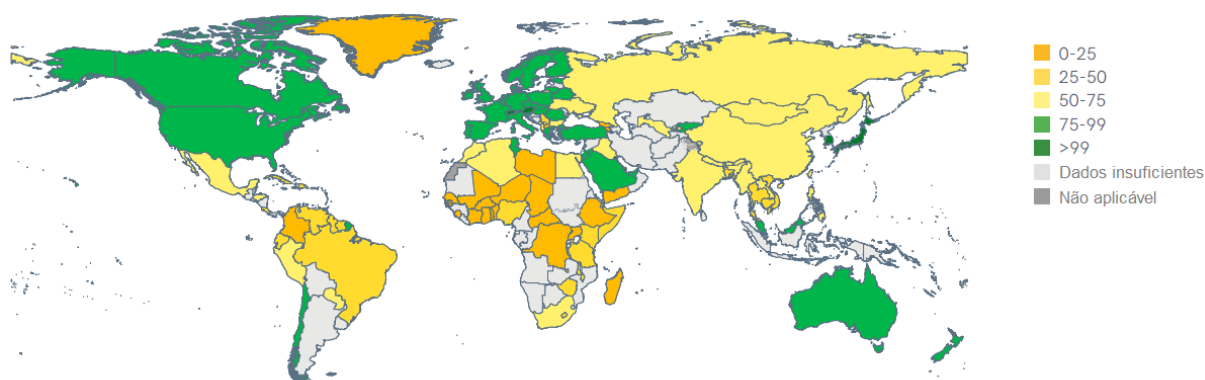 0-25
25-50
50-75
75-99
>99
Dados insuficientes
Não aplicável